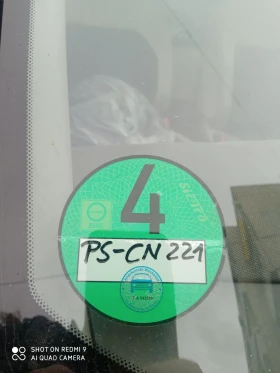 4
PS-CN 221
SHOT ON REDMI 9
AI QUAD CAMERA